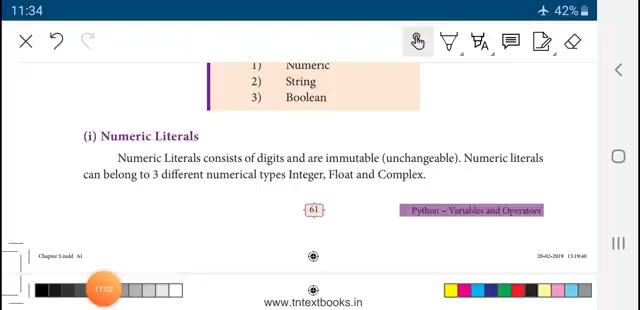 11:34
42%
1) Numeric
2) String
3) Boolean
(i) Numeric Literals
Numeric Literals consists of digits and are immutable (unchangeable). Numeric literals
can belong to 3 different numerical types Integer, Float and Complex.
61
Python – Variables and Operators
Chapter 5.indd 61
20-02-2019 15:19:40
17:02
www.tntextbooks.in